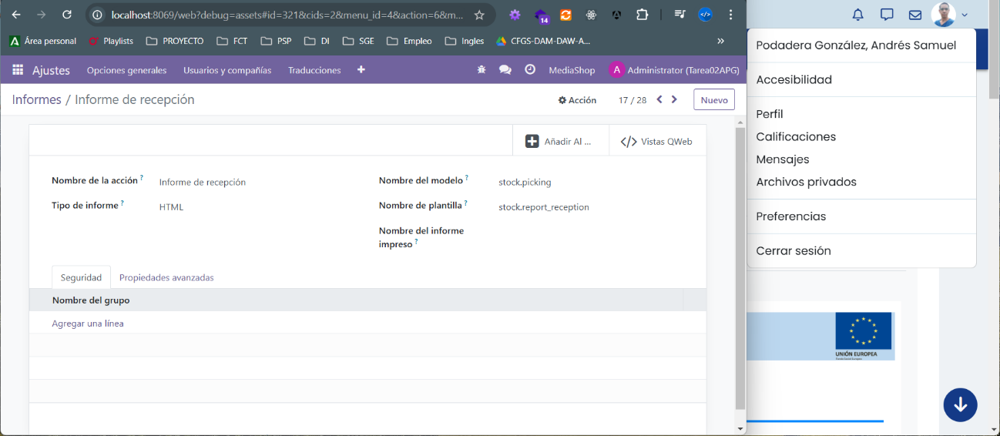 localhost:8069/web?debug=assets#id=321&cids=2&menu_id=4&action=6&m...
14
Área personal
Playlists
PROYECTO
FCT
PSP
DI
SGE
Empleo
Ingles
CFGS-DAM-DAW-A...
»
Ajustes
Opciones generales
Usuarios y compañías
Traducciones
MediaShop
A
Administrator (Tarea02APG)
Informes / Informe de recepción
Acción
17 / 28
Nuevo
Añadir Al ...
</> Vistas QWeb
Nombre de la acción ?
Informe de recepción
Tipo de informe ?
HTML
Nombre del modelo ?
stock.picking
Nombre de plantilla ?
stock.report_reception
Nombre del informe
impreso ?
Seguridad
Propiedades avanzadas
Nombre del grupo
Agregar una línea
Podadera González, Andrés Samuel
Accesibilidad
Perfil
Calificaciones
Mensajes
Archivos privados
Preferencias
Cerrar sesión
UNIÓN EUROPEA